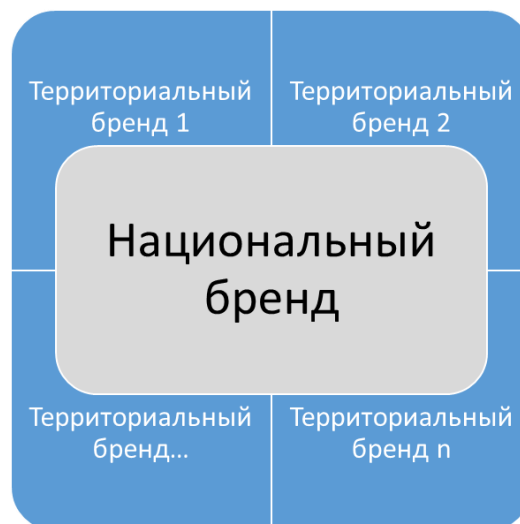 Территориальный
бренд 1
Территориальный
бренд 2
Национальный
бренд
Территориальный
бренд...
Территориальный
бренд n